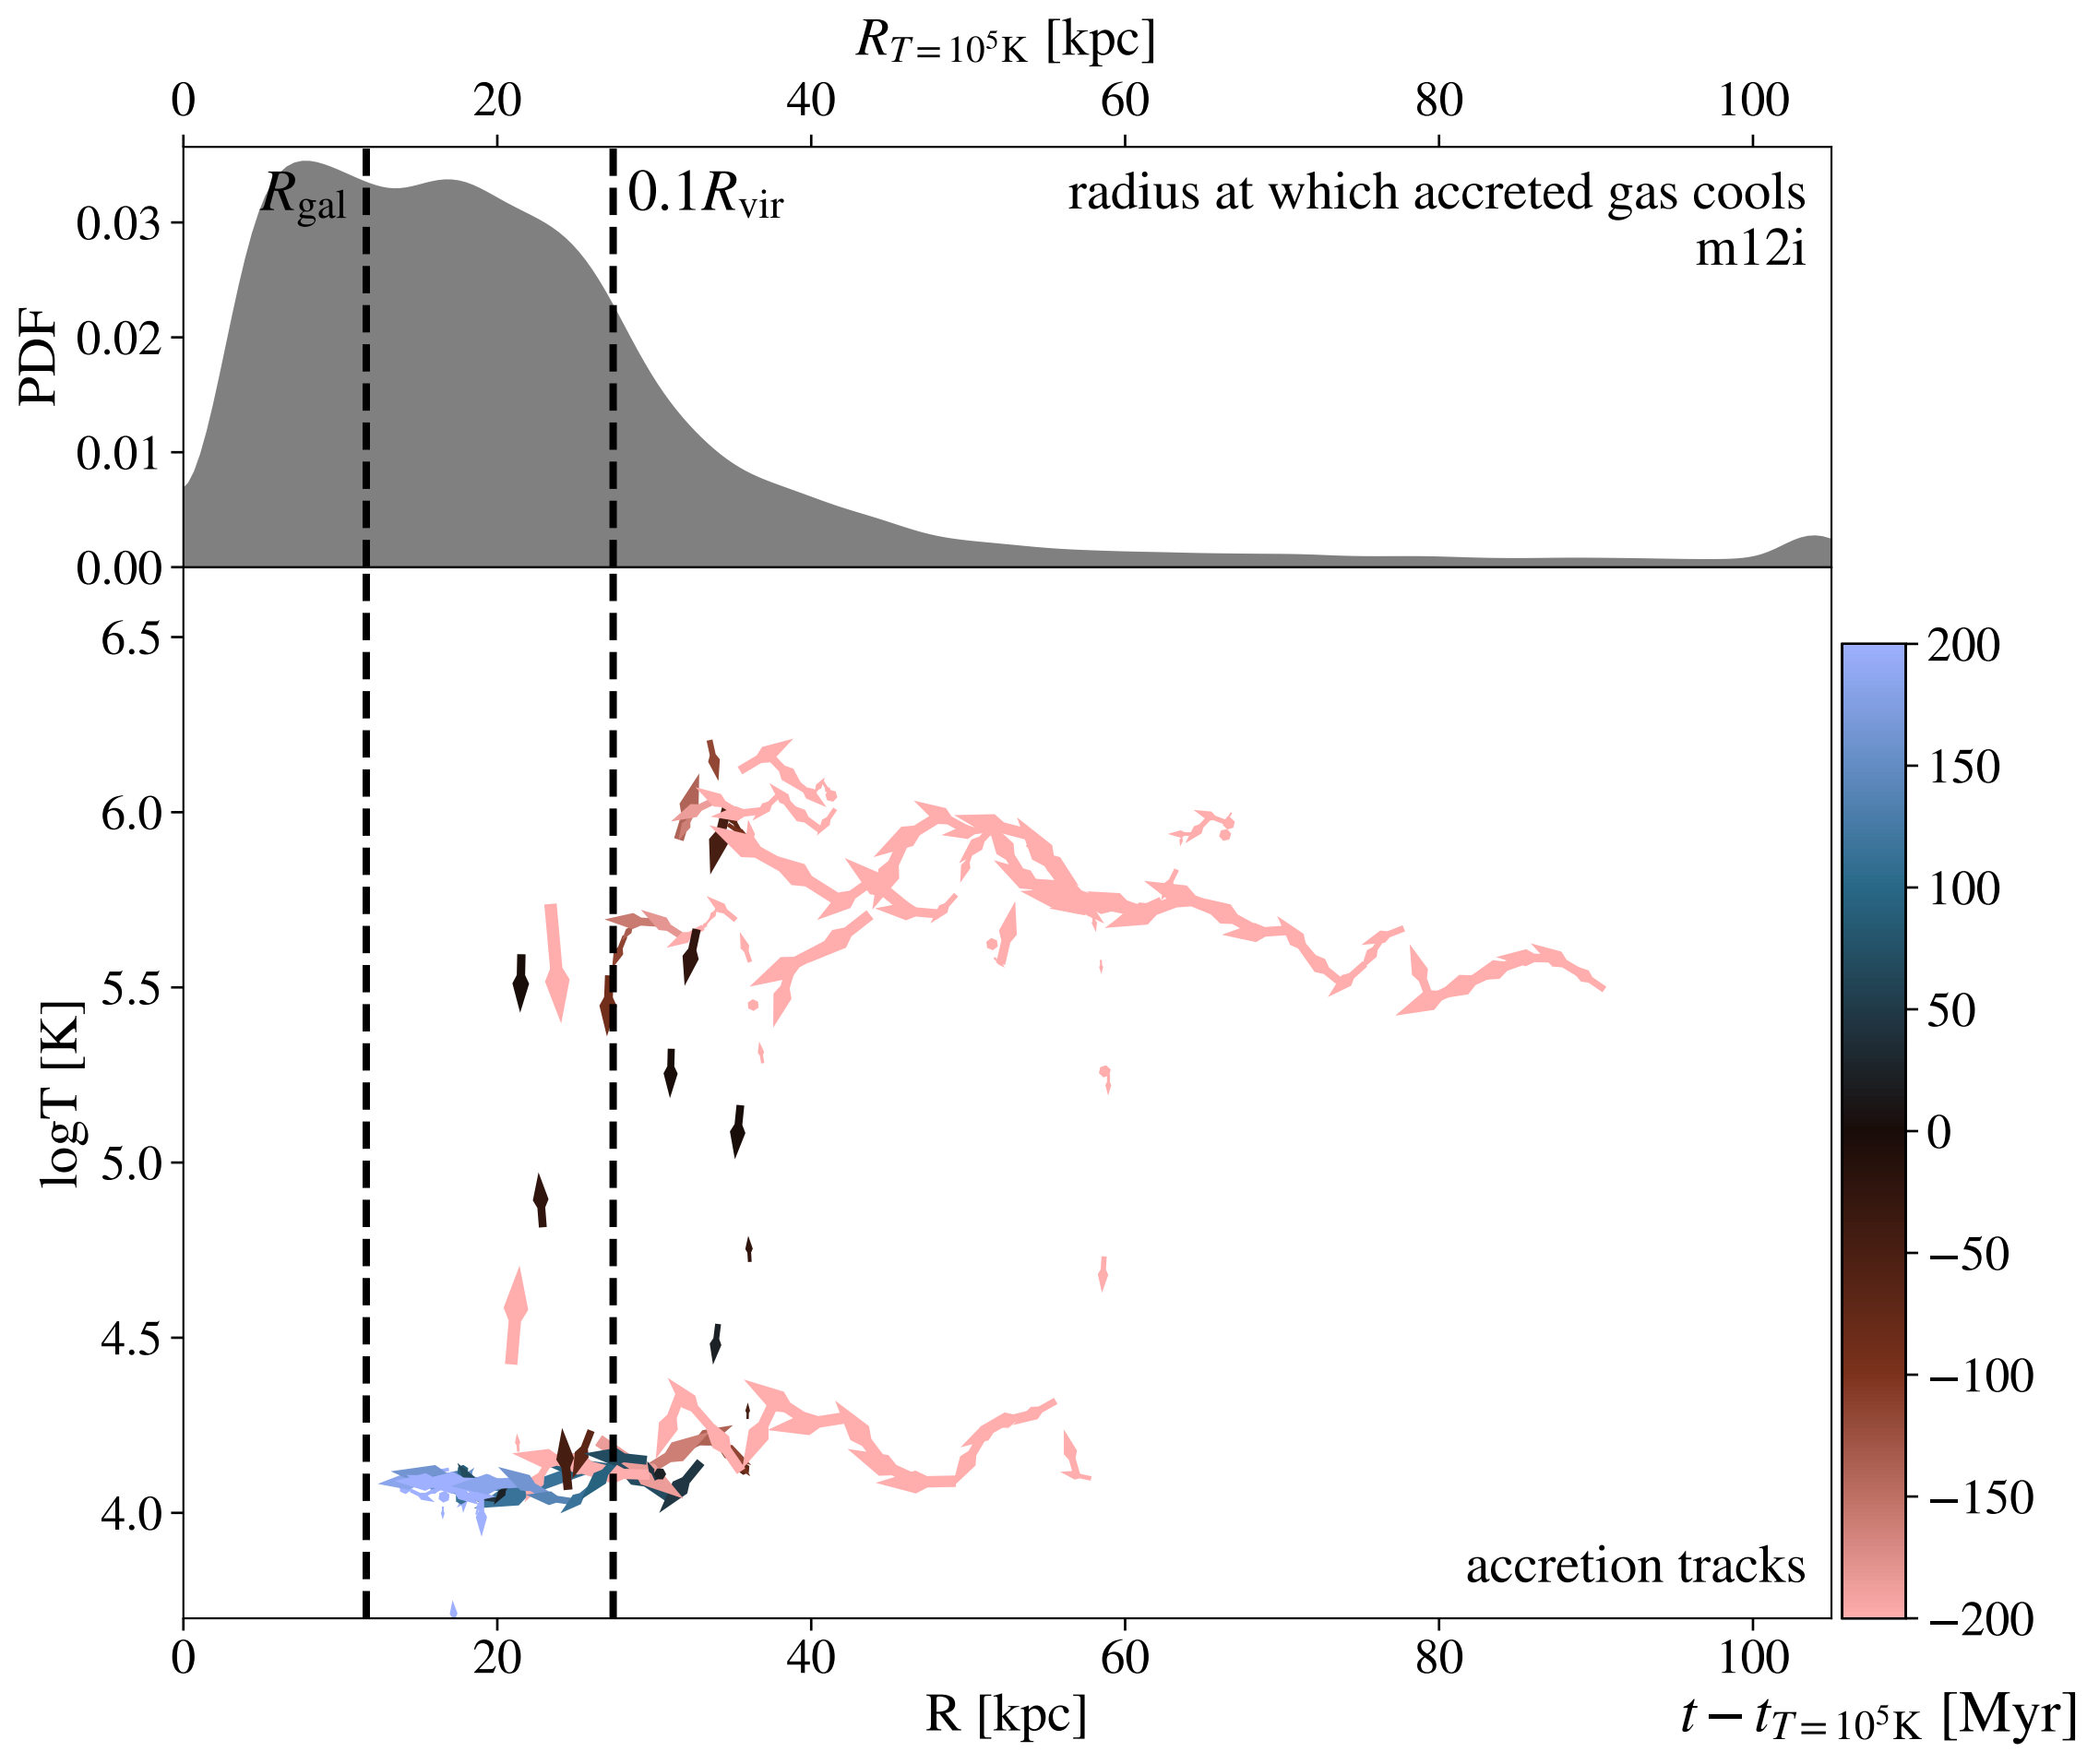 R_{T=10^5K} [kpc]
0 20 40 60 80 100
R_gal 0.1R_vir radius at which accreted gas cools
m12i
PDF
0.03
0.02
0.01
0.00
6.5
6.0
5.5
5.0
4.5
4.0
logT [K]
accretion tracks
200
150
100
50
0
−50
−100
−150
−200
0 20 40 60 80 100
R [kpc]
t − t_{T=10^5K} [Myr]